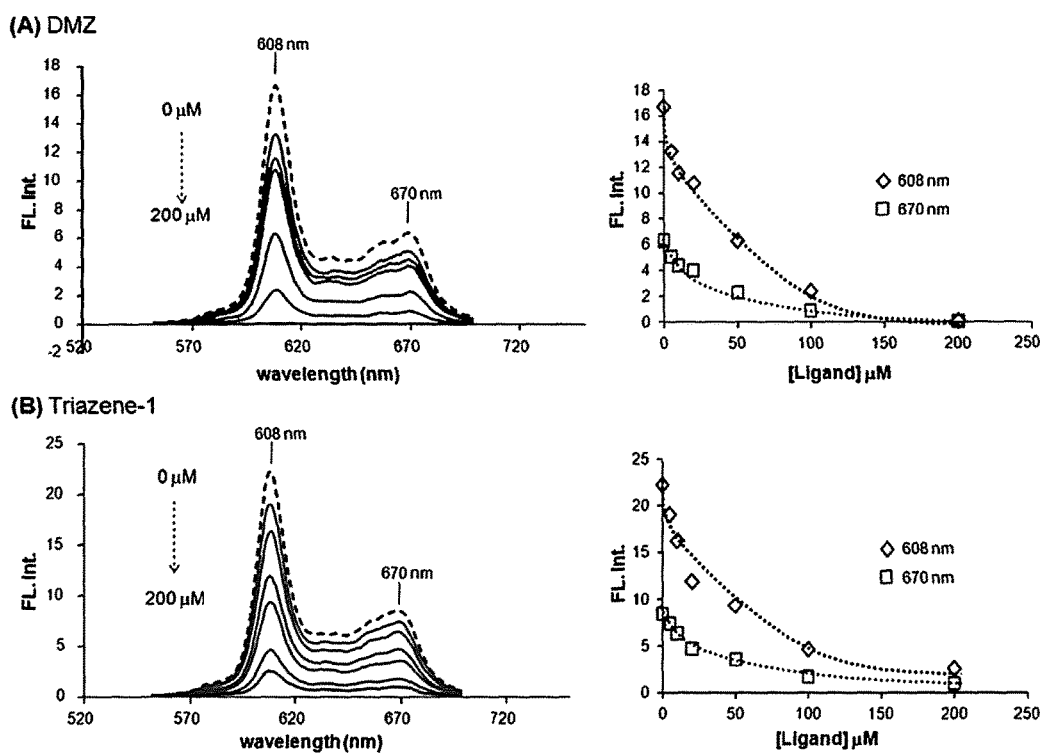 (A) DMZ
608 nm
18
16
14
12
10
8
6
4
2
0
-2
FL. Int.
0 µM
200 µM
670 nm
520
570
620
670
720
wavelength (nm)
18
16
14
12
10
8
6
4
2
0
FL. Int.
608 nm
670 nm
0
50
100
150
200
250
[Ligand] µM
(B) Triazene-1
608 nm
25
20
15
10
5
0
FL. Int.
0 µM
200 µM
670 nm
520
570
620
670
720
wavelength (nm)
25
20
15
10
5
0
FL. Int.
608 nm
670 nm
0
50
100
150
200
250
[Ligand] µM